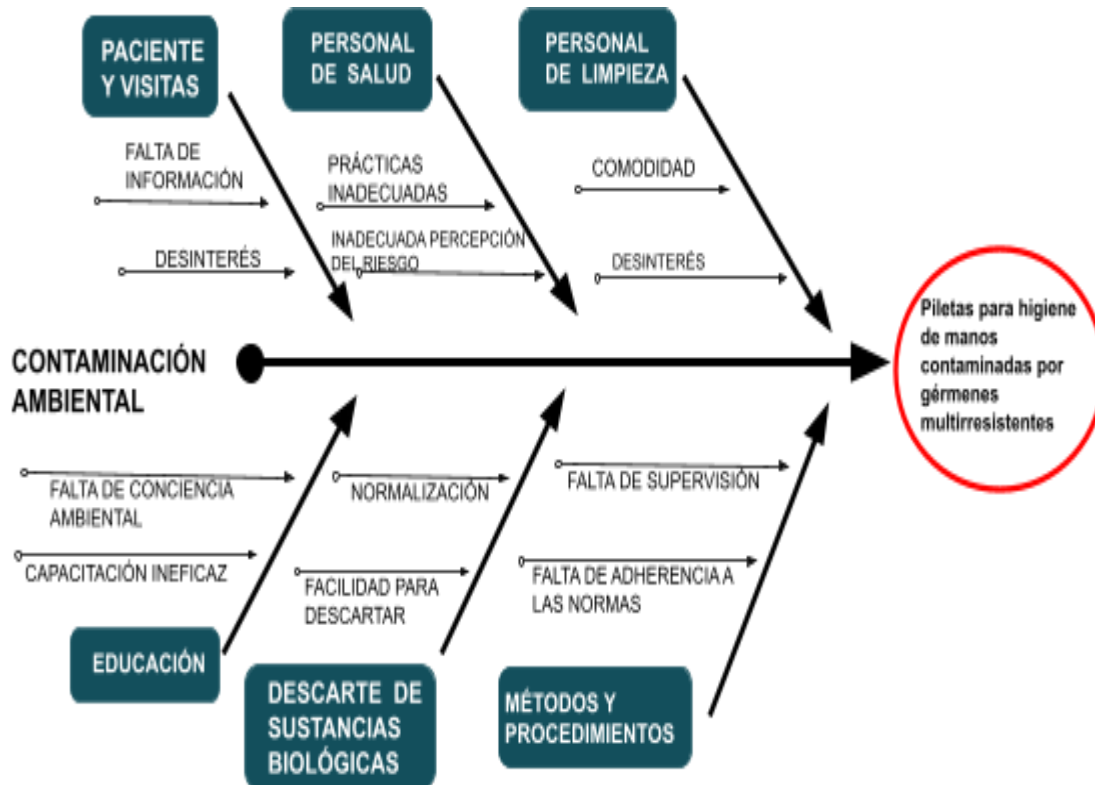 PACIENTE
Y VISITAS
PERSONAL
DE SALUD
PERSONAL
DE LIMPIEZA
FALTA DE
INFORMACIÓN
DESINTERÉS
PRÁCTICAS
INADECUADAS
INADECUADA PERCEPCIÓN
DEL RIESGO
COMODIDAD
DESINTERÉS
CONTAMINACIÓN
AMBIENTAL
Piletas para higiene
de manos
contaminadas por
gérmenes
multirresistentes
FALTA DE CONCIENCIA
AMBIENTAL
CAPACITACIÓN INEFICAZ
NORMALIZACIÓN
FACILIDAD PARA
DESCARTAR
FALTA DE SUPERVISIÓN
FALTA DE ADHERENCIA A
LAS NORMAS
EDUCACIÓN
DESCARTE DE
SUSTANCIAS
BIOLÓGICAS
MÉTODOS Y
PROCEDIMIENTOS